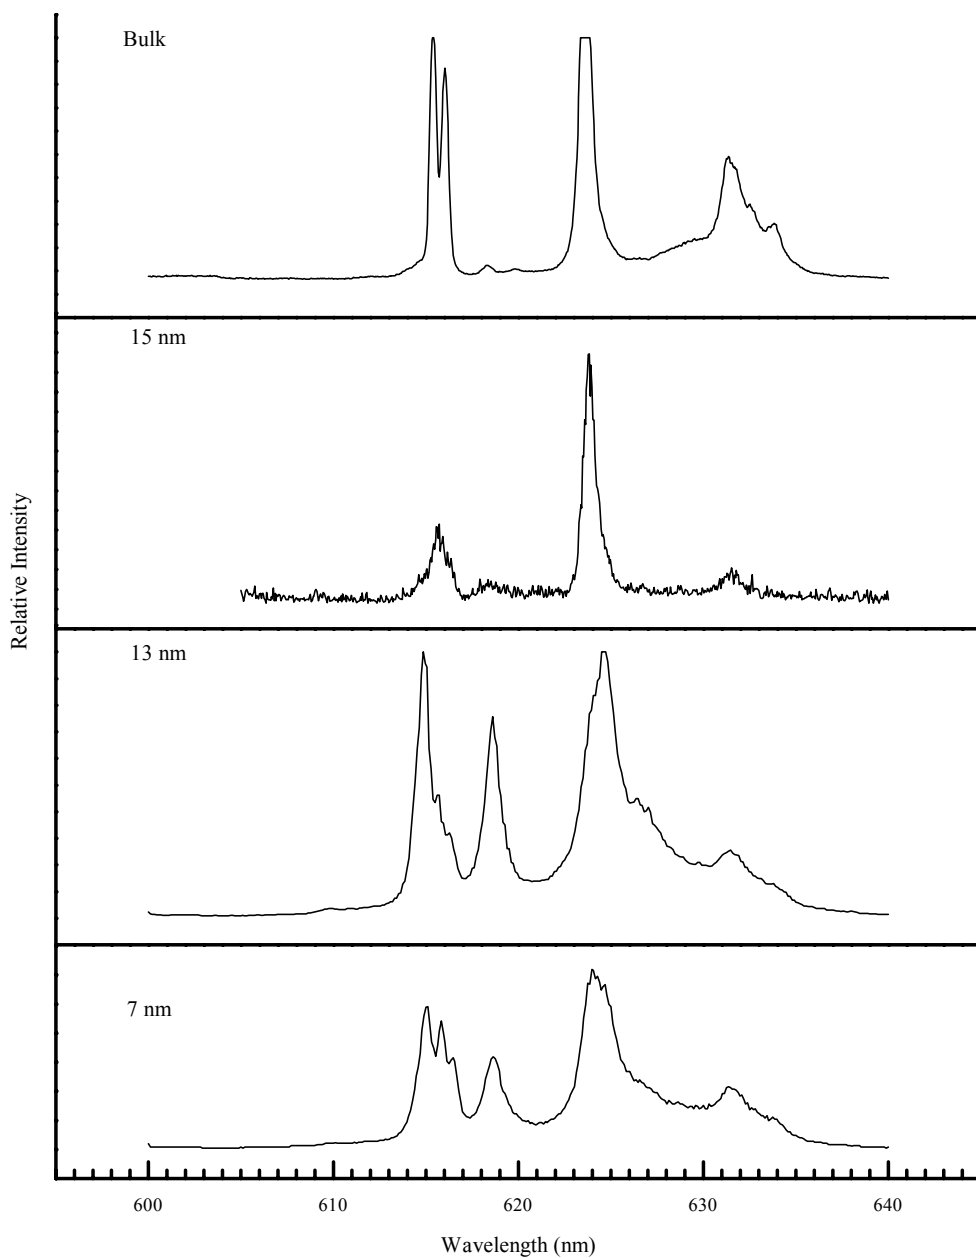 Bulk
15 nm
Relative Intensity
13 nm
7 nm
600 610 620 630 640
Wavelength (nm)